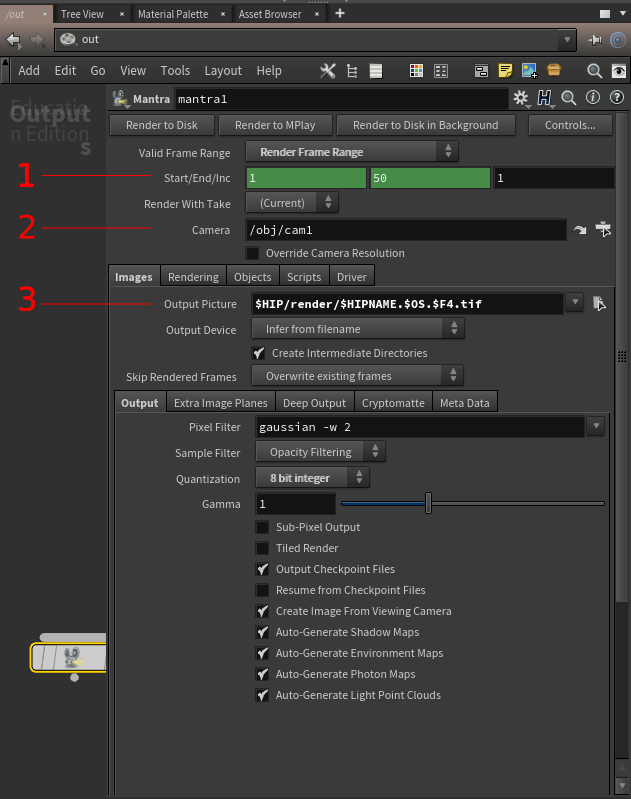 /out × Tree View × Material Palette × Asset Browser × +
out
Add Edit Go View Tools Layout Help
Educatio
n Edition
Output
s
Mantra mantra1
Render to Disk Render to MPlay Render to Disk in Background Controls...
Valid Frame Range Render Frame Range
1 Start/End/Inc 1 50 1
Render With Take (Current)
2 Camera /obj/cam1
Override Camera Resolution
Images Rendering Objects Scripts Driver
3 Output Picture $HIP/render/$HIPNAME.$OS.$F4.tif
Output Device Infer from filename
Create Intermediate Directories
Skip Rendered Frames Overwrite existing frames
Output Extra Image Planes Deep Output Cryptomatte Meta Data
Pixel Filter gaussian -w 2
Sample Filter Opacity Filtering
Quantization 8 bit integer
Gamma 1
Sub-Pixel Output
Tiled Render
Output Checkpoint Files
Resume from Checkpoint Files
Create Image From Viewing Camera
Auto-Generate Shadow Maps
Auto-Generate Environment Maps
Auto-Generate Photon Maps
Auto-Generate Light Point Clouds